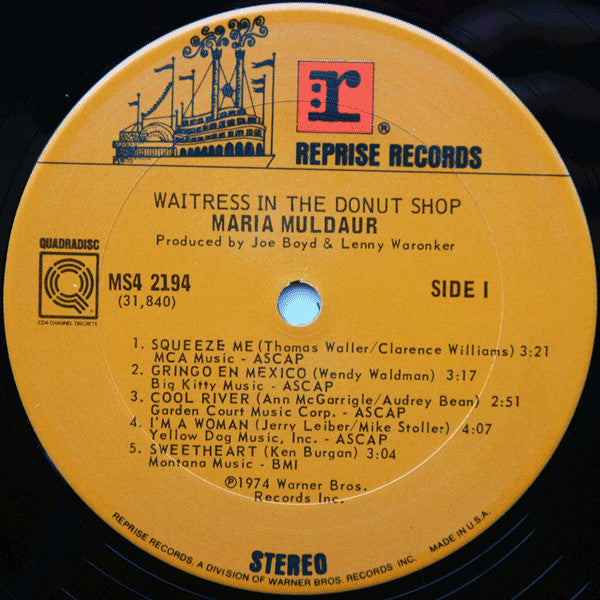 r
®
REPRISE RECORDS
WAITRESS IN THE DONUT SHOP
MARIA MULDAUR
Produced by Joe Boyd & Lenny Waronker
QUADRADISC
Q
CD4 CHANNEL DISCRETE
MS4 2194
(31,840)
SIDE I
1. SQUEEZE ME (Thomas Waller/Clarence Williams) 3:21
MCA Music - ASCAP
2. GRINGO EN MEXICO (Wendy Waldman) 3:17
Big Kitty Music - ASCAP
3. COOL RIVER (Ann McGarrigle/Audrey Bean) 2:51
Garden Court Music Corp. - ASCAP
4. I'M A WOMAN (Jerry Leiber/Mike Stoller) 4:07
Yellow Dog Music, Inc. - ASCAP
5. SWEETHEART (Ken Burgan) 3:04
Montana Music - BMI
℗1974 Warner Bros.
Records Inc.
STEREO
REPRISE RECORDS, A DIVISION OF WARNER BROS. RECORDS INC. MADE IN U.S.A.